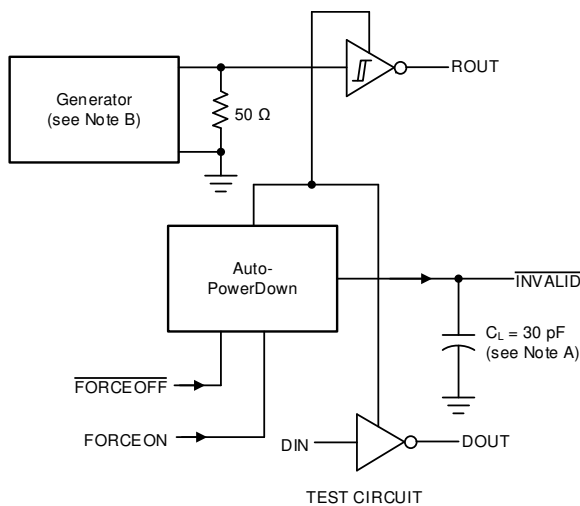 ROUT
Generator
(see Note B)
50 Ω
Auto-
PowerDown
INVALID
C_L = 30 pF
(see Note A)
FORCEOFF
FORCEON
DIN
DOUT
TEST CIRCUIT